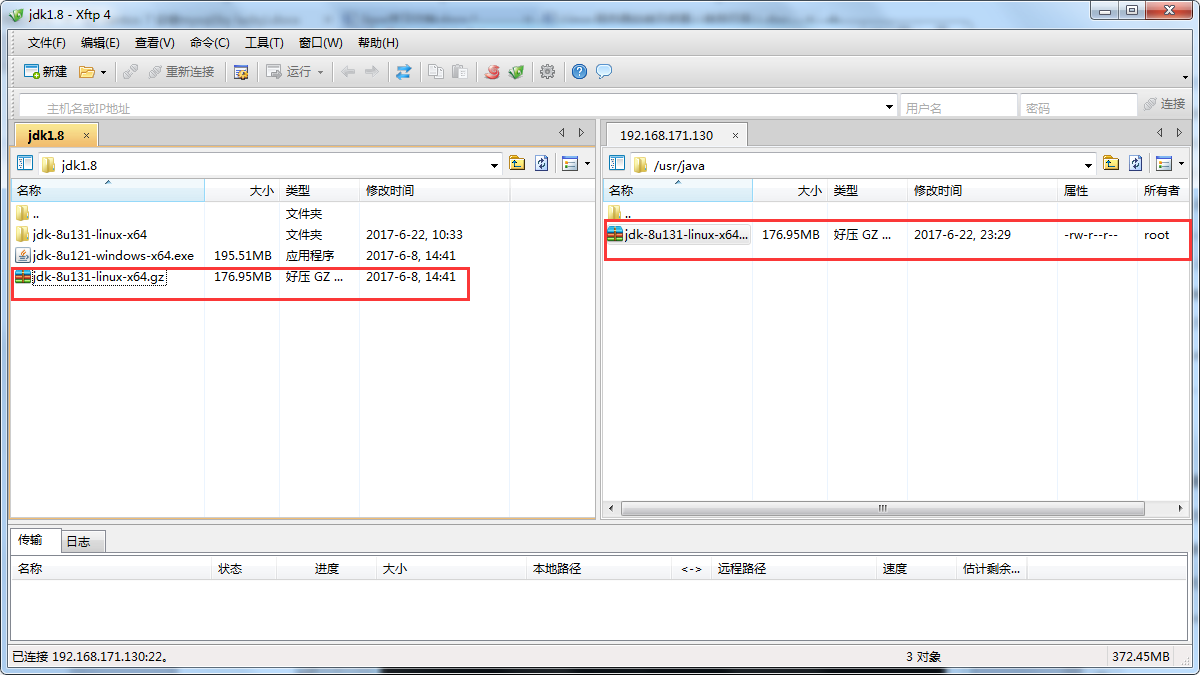 jdk1.8 - Xftp 4
文件(F) 编辑(E) 查看(V) 命令(C) 工具(T) 窗口(W) 帮助(H)
新建 重新连接 运行
主机名或IP地址 用户名 密码 连接
jdk1.8 × 192.168.171.130 ×
jdk1.8 /usr/java
名称 大小 类型 修改时间 名称 大小 类型 修改时间 属性 所有者
.. 文件夹 ..
jdk-8u131-linux-x64 文件夹 2017-6-22, 10:33 jdk-8u131-linux-x64... 176.95MB 好压 GZ ... 2017-6-22, 23:29 -rw-r--r-- root
jdk-8u121-windows-x64.exe 195.51MB 应用程序 2017-6-8, 14:41
jdk-8u131-linux-x64.gz 176.95MB 好压 GZ ... 2017-6-8, 14:41
传输 日志
名称 状态 进度 大小 本地路径 <-> 远程路径 速度 估计剩余...
已连接 192.168.171.130:22。 3 对象 372.45MB